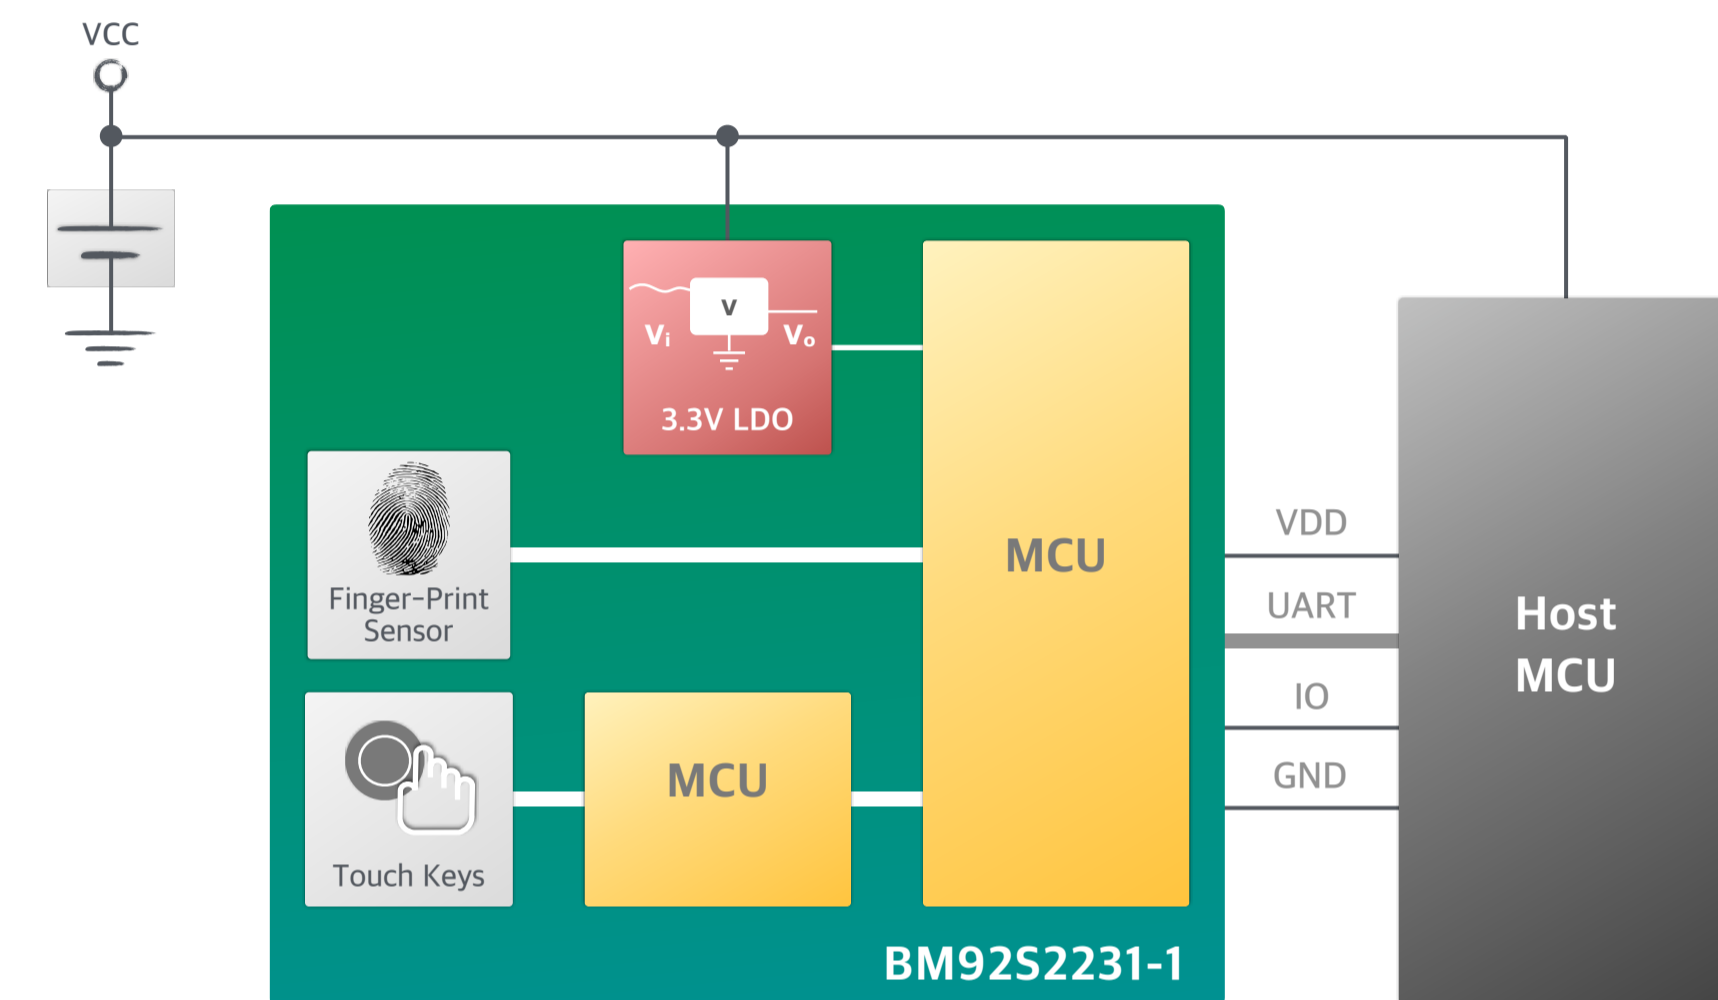 VCC
V
Vi
Vo
3.3V LDO
Finger-Print
Sensor
MCU
VDD
UART
IO
GND
Host
MCU
Touch Keys
MCU
BM92S2231-1